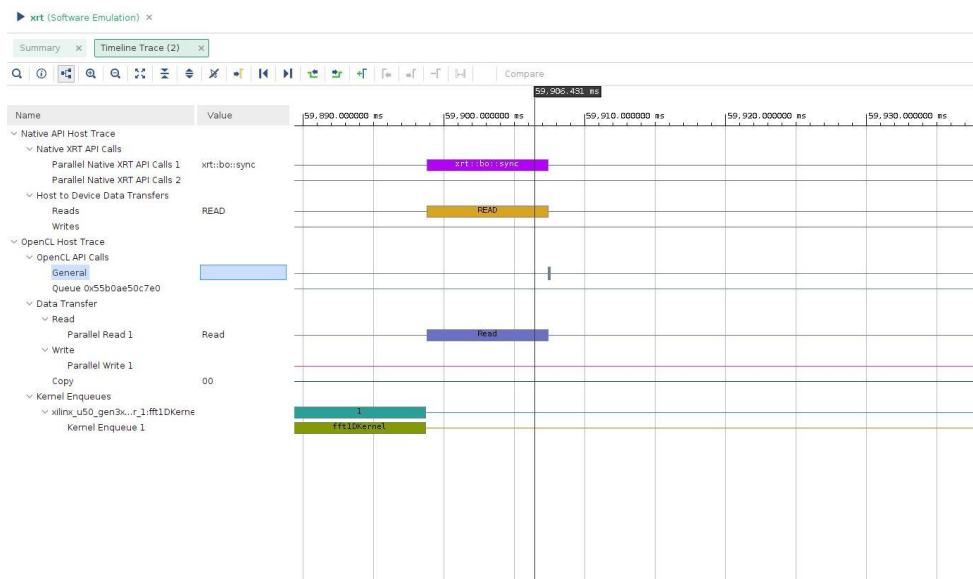 xrt (Software Emulation) ×
Summary × Timeline Trace (2) ×
Compare
59,906.431 ms
Name Value 59,890.000000 ms 59,900.000000 ms 59,910.000000 ms 59,920.000000 ms 59,930.000000 ms
Native API Host Trace
Native XRT API Calls
Parallel Native XRT API Calls 1 xrt::bo::sync xrt::bo::sync
Parallel Native XRT API Calls 2
Host to Device Data Transfers
Reads READ READ
Writes
OpenCL Host Trace
OpenCL API Calls
General
Queue 0x55b0ae50c7e0
Data Transfer
Read
Parallel Read 1 Read Read
Write
Parallel Write 1
Copy 00
Kernel Enqueues
xilinx_u50_gen3x...r_1:fft1DKerne 1
Kernel Enqueue 1 fft1DKernel